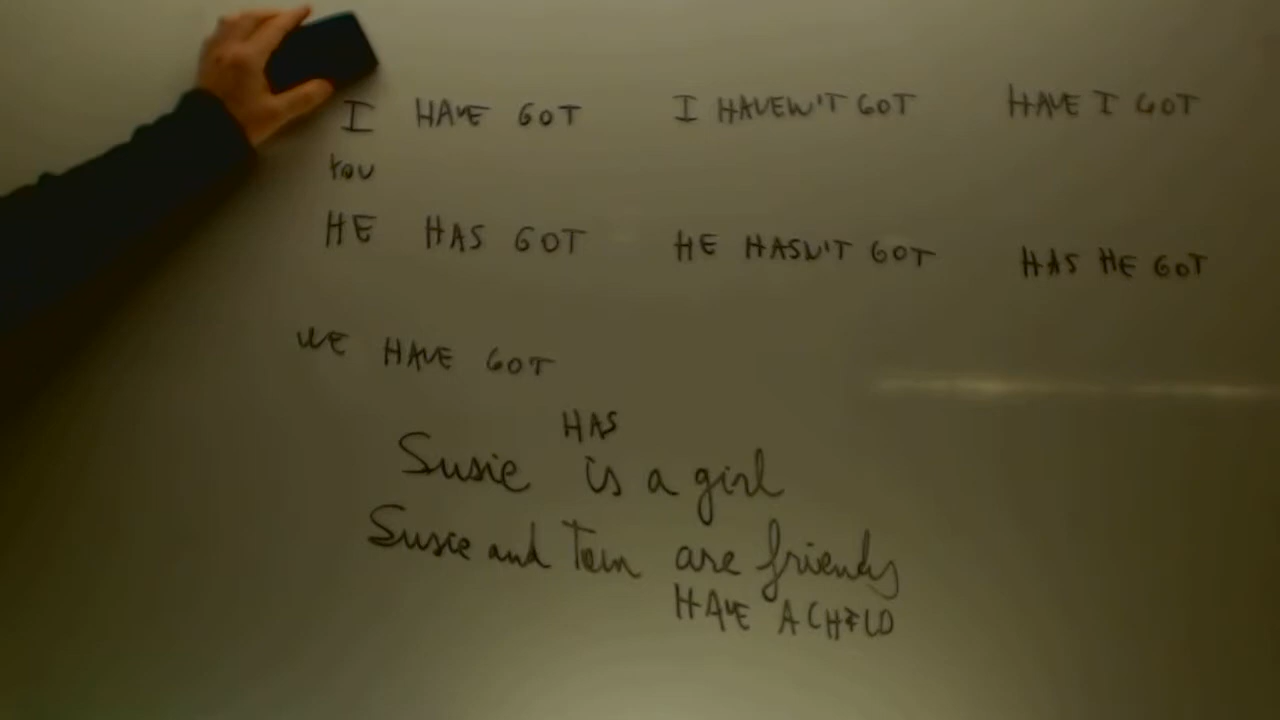 I HAVE GOT I HAVEN'T GOT HAVE I GOT
YOU
HE HAS GOT HE HASN'T GOT HAS HE GOT
WE HAVE GOT
HAS
Susie is a girl
Susie and Tom are friends
HAVE A CHILD